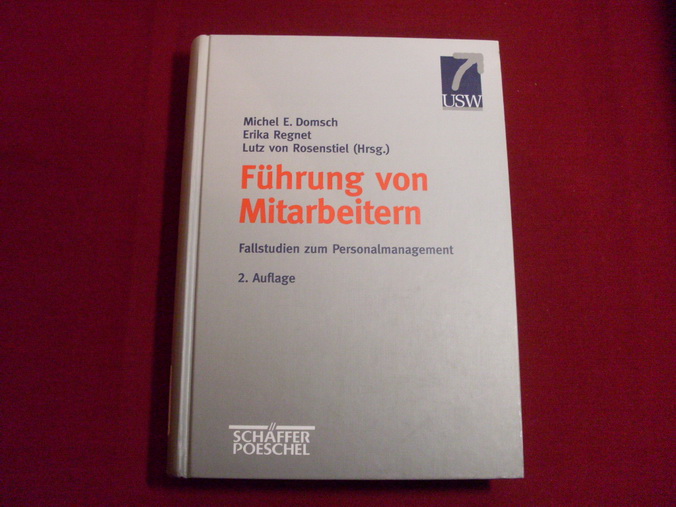 USW
Michel E. Domsch
Erika Regnet
Lutz von Rosenstiel (Hrsg.)
Führung von
Mitarbeitern
Fallstudien zum Personalmanagement
2. Auflage
SCHÄFFER
POESCHEL